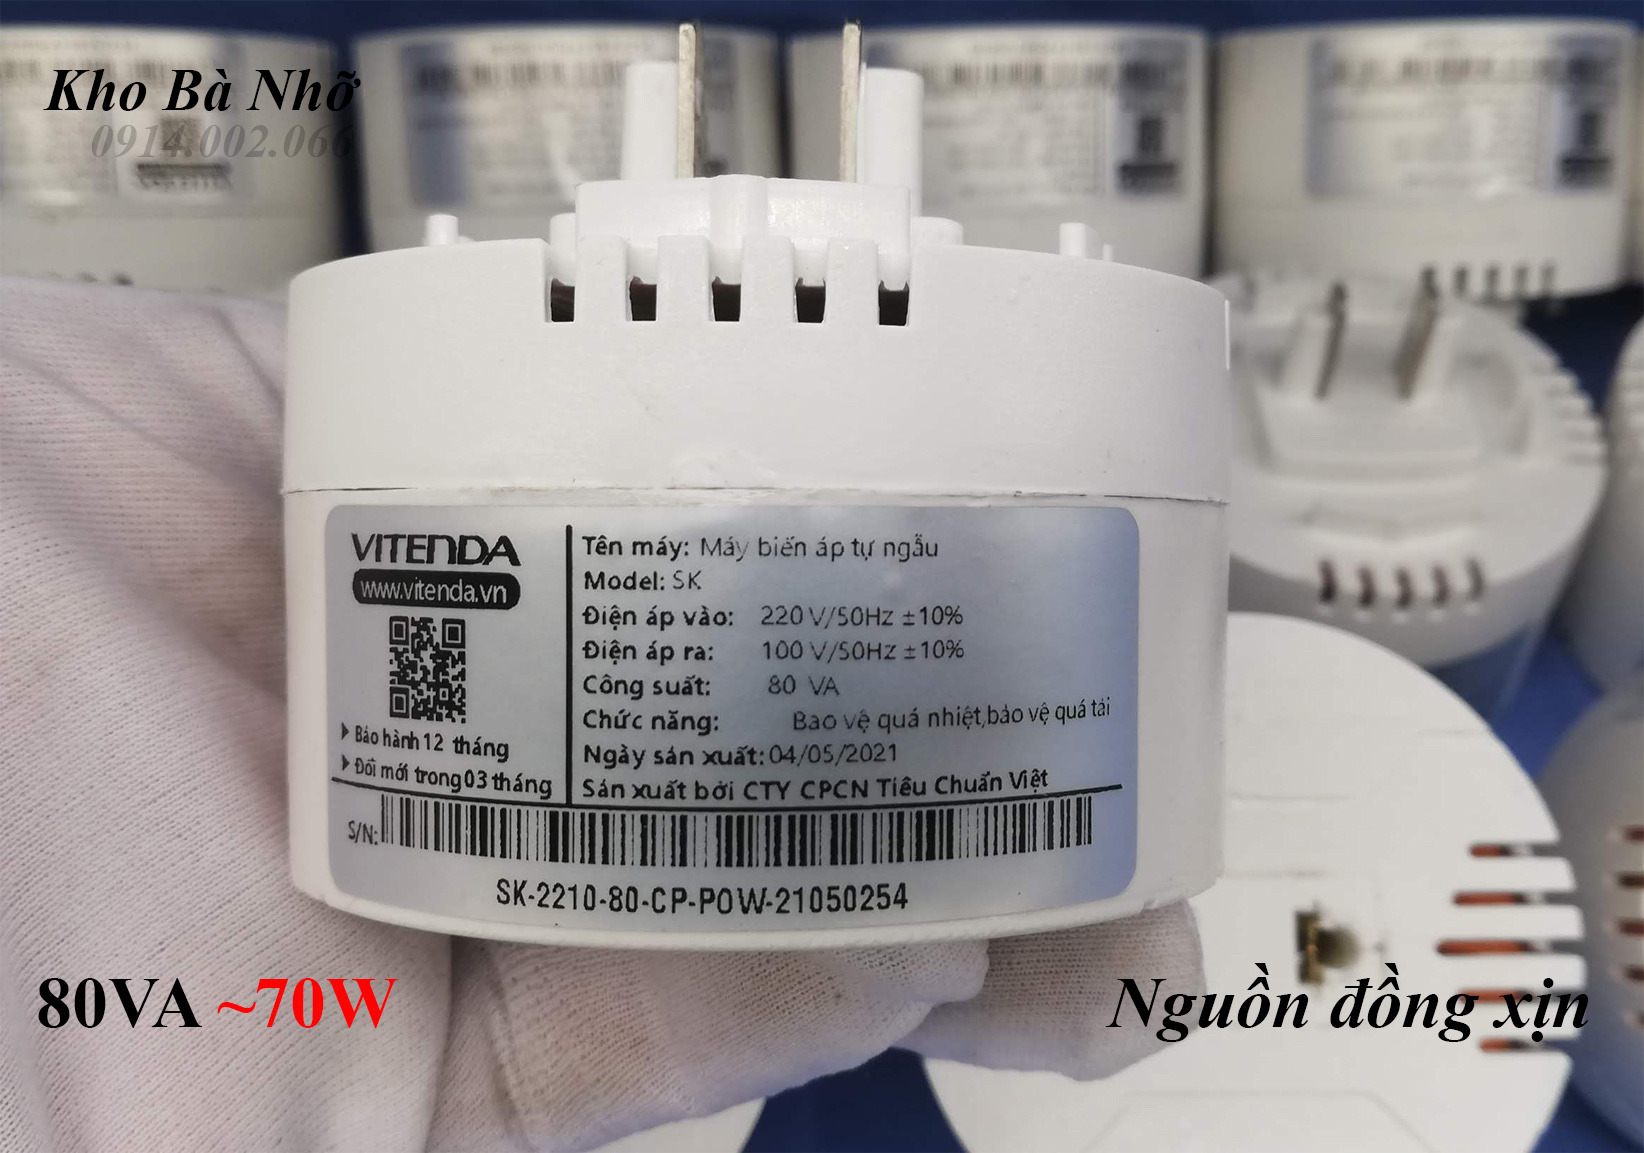 Kho Bà Nhỡ
0914.002.066
VITENDA
www.vitenda.vn
Bảo hành 12 tháng
Đổi mới trong 03 tháng
Tên máy: Máy biến áp tự ngẫu
Model: SK
Điện áp vào: 220 V/50Hz ±10%
Điện áp ra: 100 V/50Hz ±10%
Công suất: 80 VA
Chức năng: Bảo vệ quá nhiệt,bảo vệ quá tải
Ngày sản xuất: 04/05/2021
Sản xuất bởi CTY CPCN Tiêu Chuẩn Việt
S/N:
SK-2210-80-CP-POW-21050254
80VA ~70W
Nguồn đồng xịn